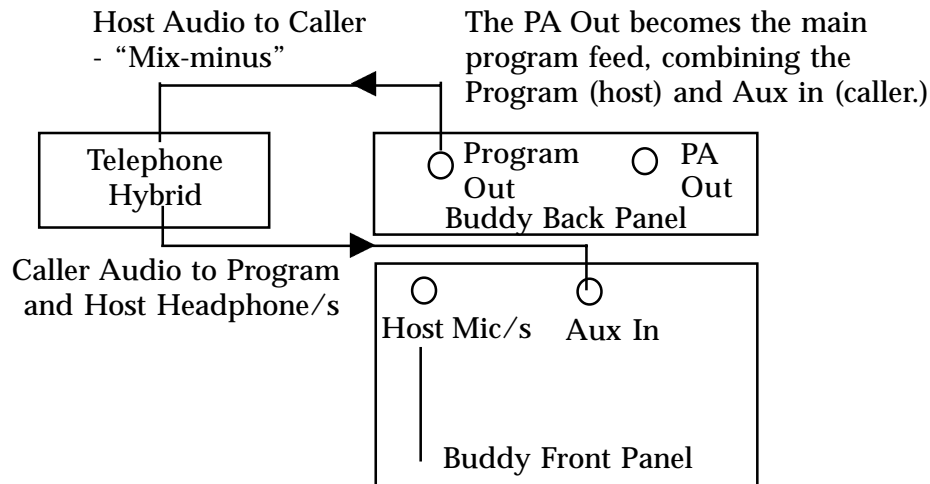 Host Audio to Caller
- “Mix-minus”
The PA Out becomes the main
program feed, combining the
Program (host) and Aux in (caller.)
Telephone
Hybrid
Program
Out
PA
Out
Buddy Back Panel
Caller Audio to Program
and Host Headphone/s
Host Mic/s
Aux In
Buddy Front Panel